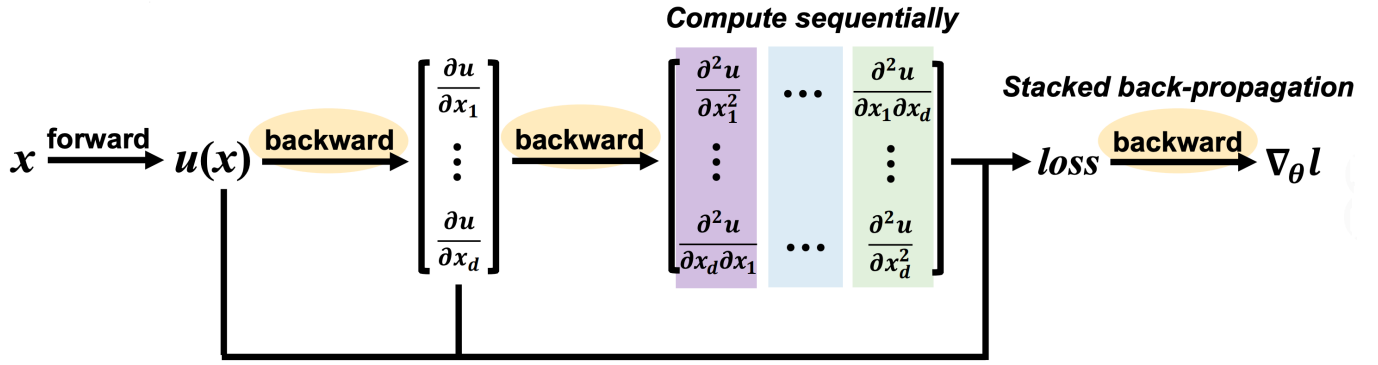 Compute sequentially
Stacked back-propagation
x forward u(x) backward [∂u/∂x₁ ⋮ ∂u/∂x_d] backward [∂²u/∂x₁² ⋯ ∂²u/∂x₁∂x_d ⋮ ⋮ ∂²u/∂x_d∂x₁ ⋯ ∂²u/∂x_d²] loss backward ∇_θ l